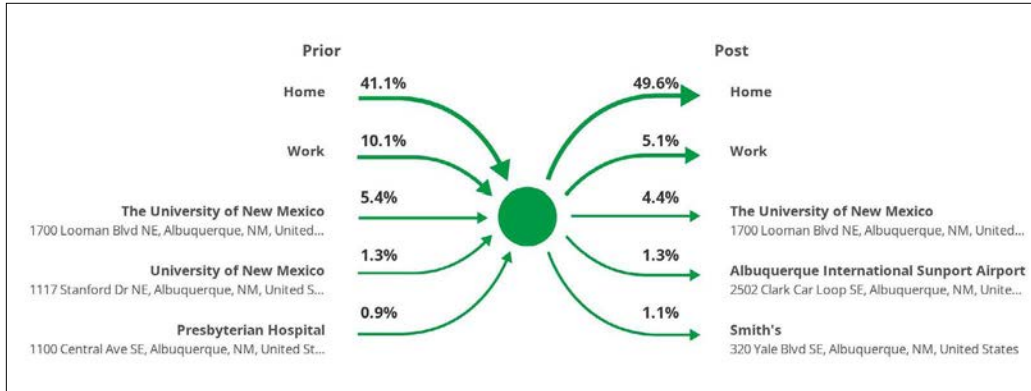 Prior
Post
Home
41.1%
49.6%
Home
Work
10.1%
5.1%
Work
The University of New Mexico
1700 Looman Blvd NE, Albuquerque, NM, United...
5.4%
4.4%
The University of New Mexico
1700 Looman Blvd NE, Albuquerque, NM, United...
University of New Mexico
1117 Stanford Dr NE, Albuquerque, NM, United S...
1.3%
1.3%
Albuquerque International Sunport Airport
2502 Clark Car Loop SE, Albuquerque, NM, Unite...
Presbyterian Hospital
1100 Central Ave SE, Albuquerque, NM, United St...
0.9%
1.1%
Smith's
320 Yale Blvd SE, Albuquerque, NM, United States